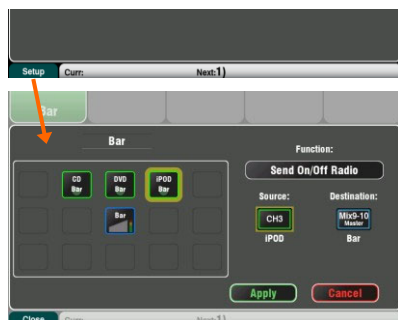 Setup Curr: Next:1)
Bar
Bar
Function:
Send On/Off Radio
CD Bar
DVD Bar
iPOD Bar
Bar
Source: Destination:
CH3
Mix9-10 Master
iPOD Bar
Apply Cancel
Close Curr: Next:1)